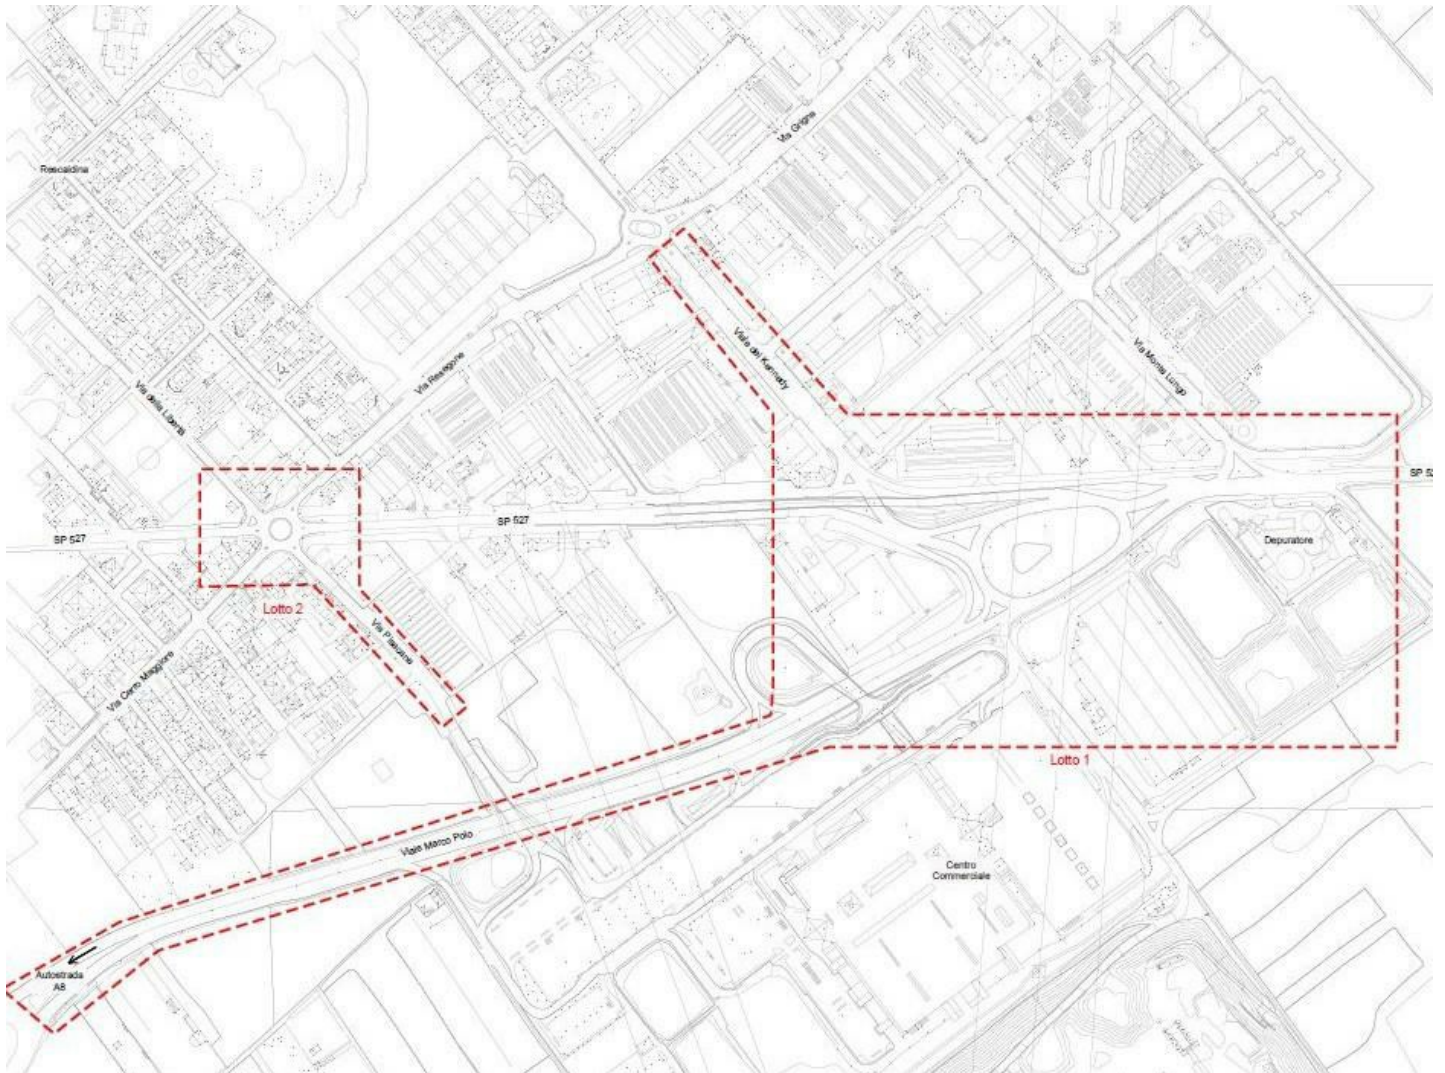 Via Grigna
Rescaldina
Viale dei Kennedy
Via Monte Lungo
Via Resegone
Via della Libertà
SP 52
SP 527
SP 527
Depuratore
Lotto 2
Via Pisacane
Via Cerro Maggiore
Lotto 1
Viale Marco Polo
Centro
Commerciale
Autostrada
A8